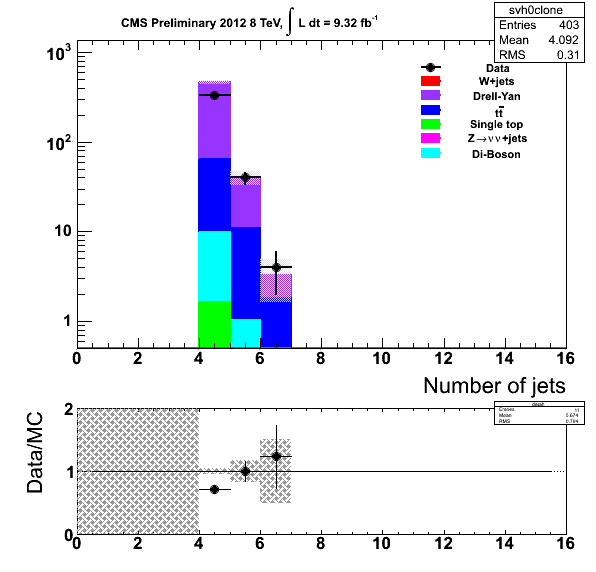 CMS Preliminary 2012 8 TeV, ∫ L dt = 9.32 fb⁻¹
svh0clone
Entries 403
Mean 4.092
RMS 0.31
Data
W+jets
Drell-Yan
tt̅
Single top
Z→νν+jets
Di-Boson
10³
10²
10
1
0 2 4 6 8 10 12 14 16
Number of jets
Entries 11
Mean 5.674
RMS 0.784
Data/MC
2
1
0
0 2 4 6 8 10 12 14 16